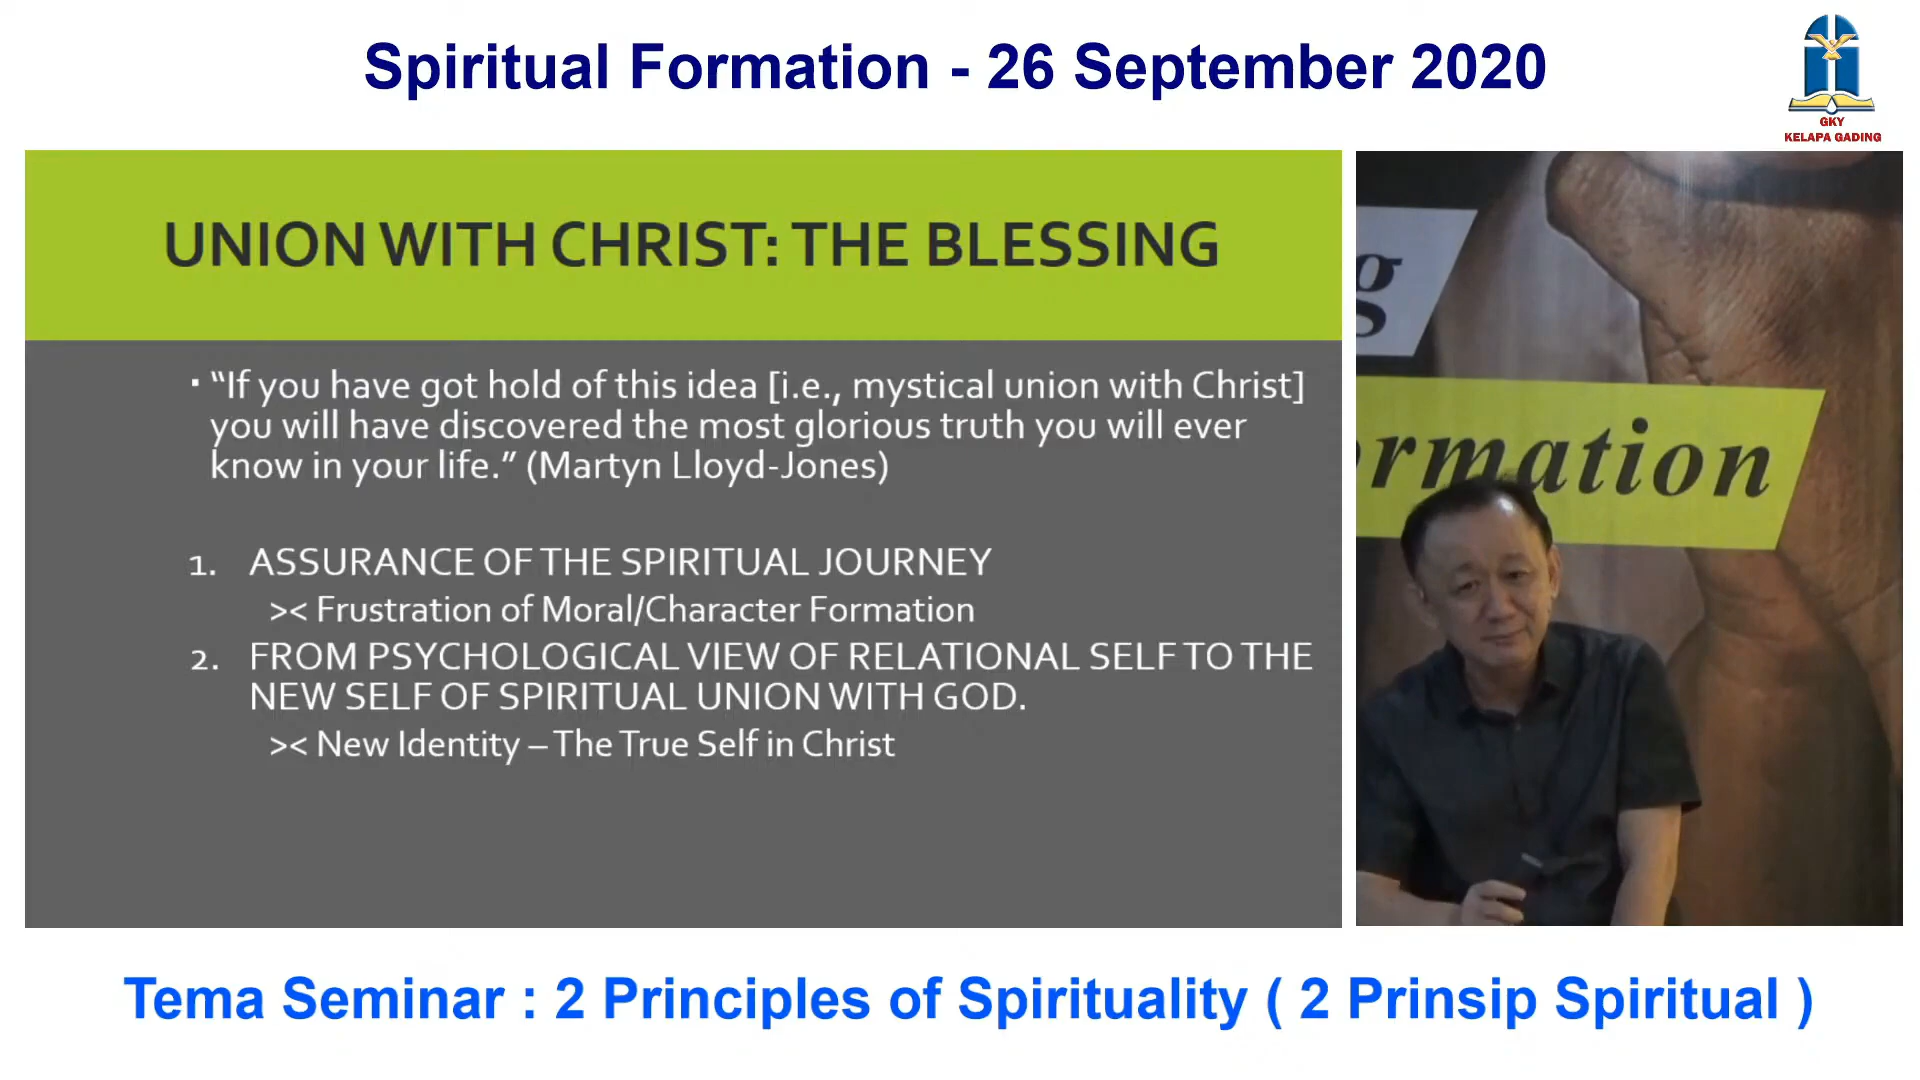 Spiritual Formation - 26 September 2020
GKY
KELAPA GADING
UNION WITH CHRIST: THE BLESSING
▪ “If you have got hold of this idea [i.e., mystical union with Christ]
you will have discovered the most glorious truth you will ever
know in your life.” (Martyn Lloyd-Jones)
1. ASSURANCE OF THE SPIRITUAL JOURNEY
>< Frustration of Moral/Character Formation
2. FROM PSYCHOLOGICAL VIEW OF RELATIONAL SELF TO THE
NEW SELF OF SPIRITUAL UNION WITH GOD.
>< New Identity – The True Self in Christ
g
ormation
Tema Seminar : 2 Principles of Spirituality ( 2 Prinsip Spiritual )